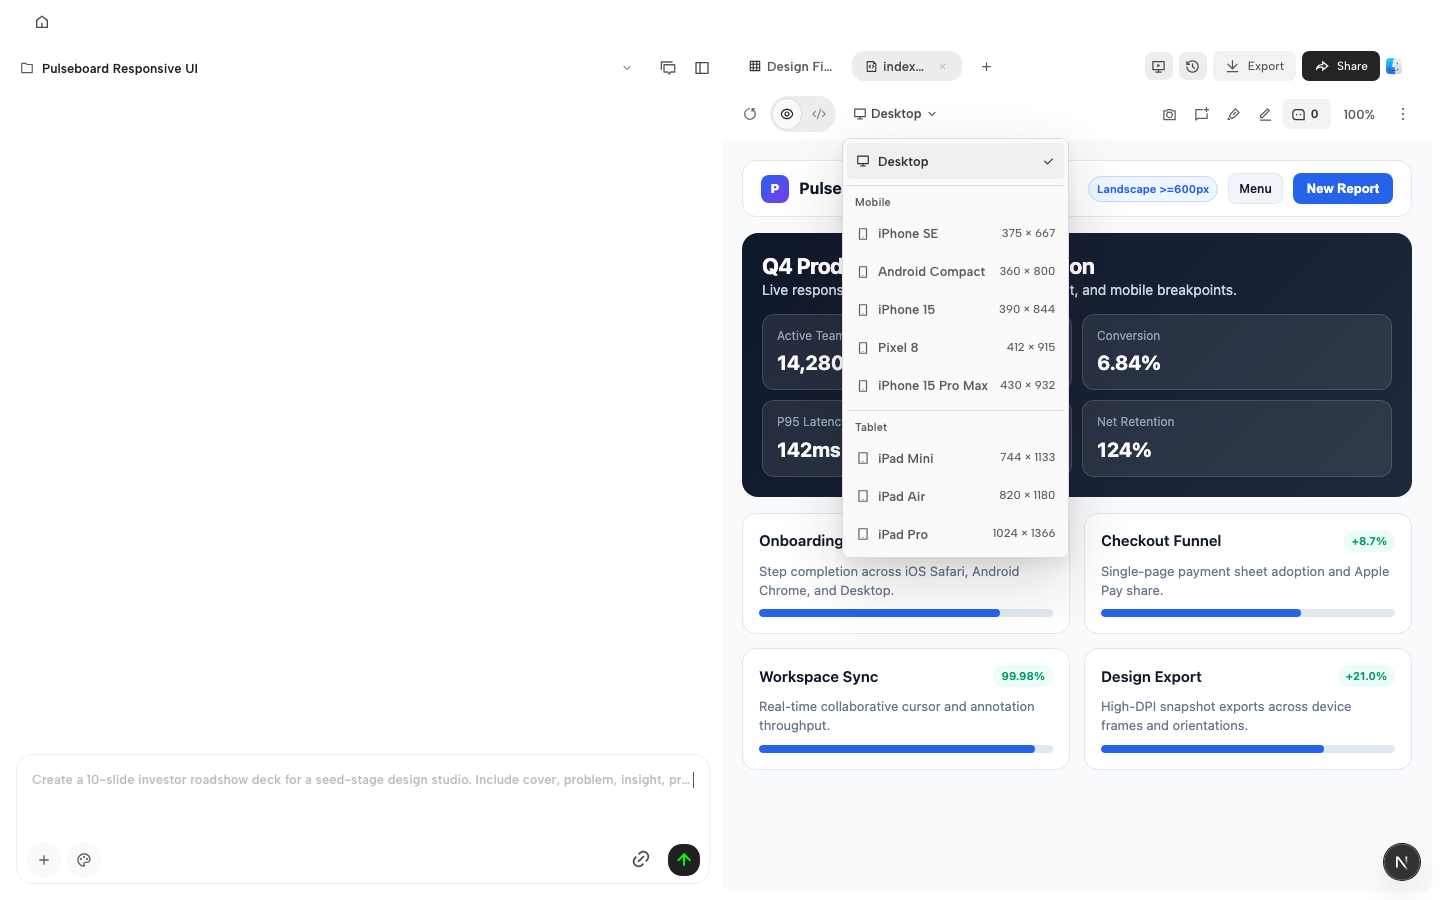 Pulseboard Responsive UI
Design Fi...
index...
Export
Share
</>
Desktop
0
100%
Desktop
Mobile
iPhone SE 375 × 667
Android Compact 360 × 800
iPhone 15 390 × 844
Pixel 8 412 × 915
iPhone 15 Pro Max 430 × 932
Tablet
iPad Mini 744 × 1133
iPad Air 820 × 1180
iPad Pro 1024 × 1366
P
Pulse
Landscape >=600px
Menu
New Report
Q4 Prod
on
Live respons
t, and mobile breakpoints.
Active Team
14,280
Conversion
6.84%
P95 Latenc
142ms
Net Retention
124%
Onboarding
Step completion across iOS Safari, Android
Chrome, and Desktop.
Checkout Funnel
+8.7%
Single-page payment sheet adoption and Apple
Pay share.
Workspace Sync
99.98%
Real-time collaborative cursor and annotation
throughput.
Design Export
+21.0%
High-DPI snapshot exports across device
frames and orientations.
Create a 10-slide investor roadshow deck for a seed-stage design studio. Include cover, problem, insight, pr...
N